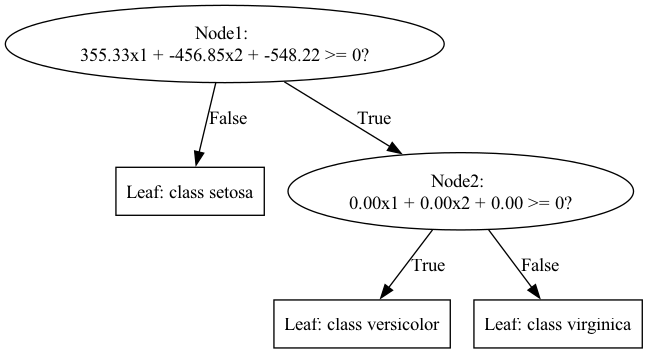 Node1:
355.33x1 + -456.85x2 + -548.22 >= 0?
False
True
Leaf: class setosa
Node2:
0.00x1 + 0.00x2 + 0.00 >= 0?
True
False
Leaf: class versicolor
Leaf: class virginica